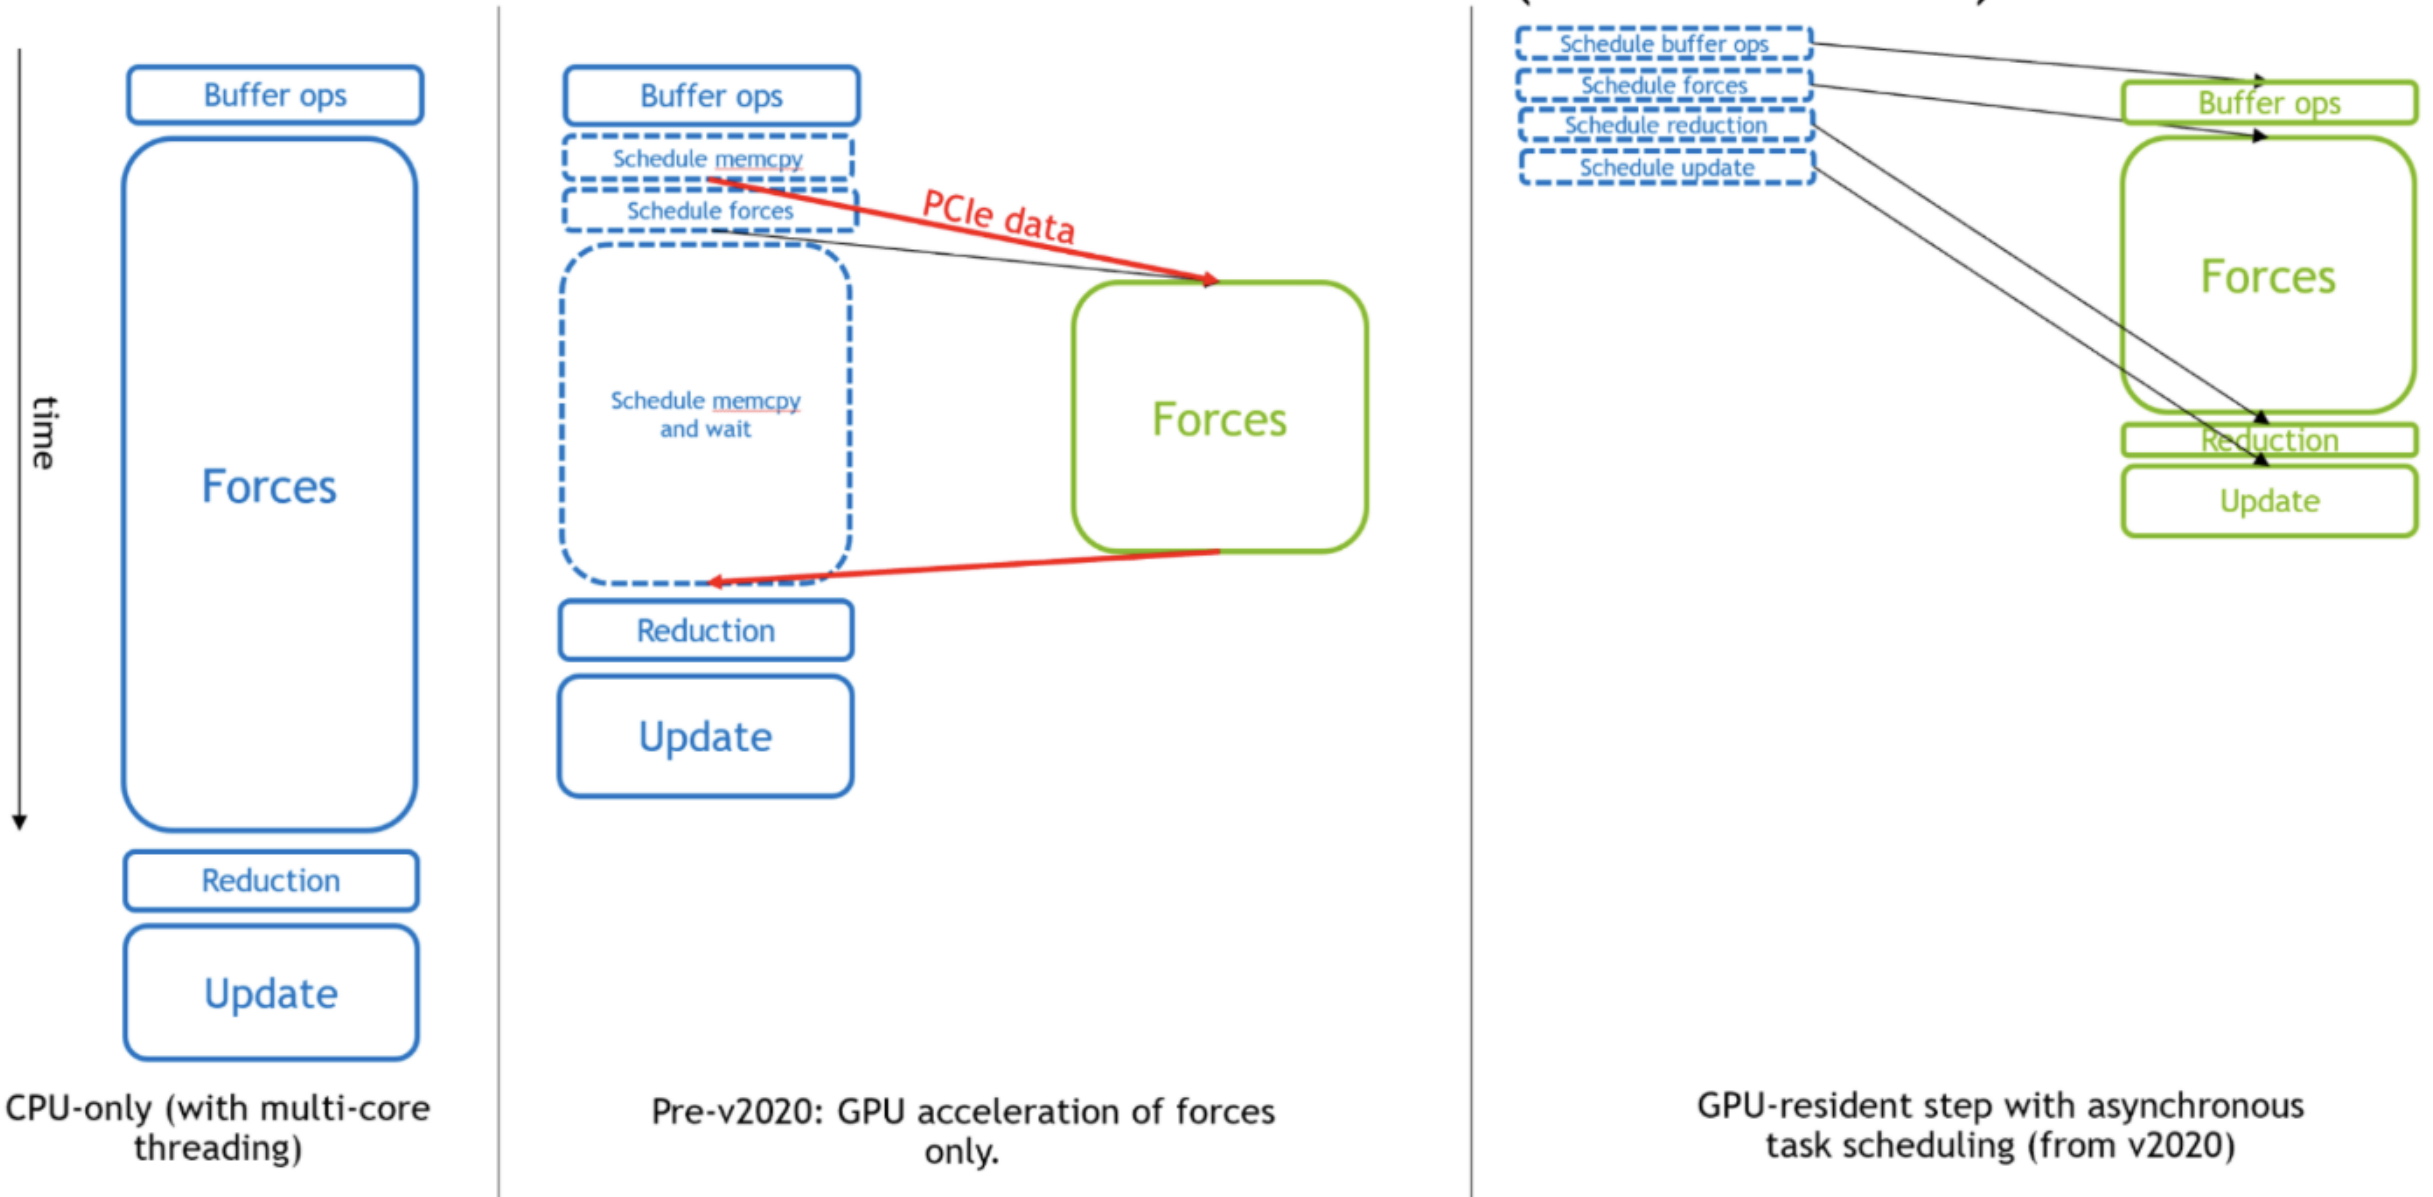 time
Buffer ops
Forces
Reduction
Update
CPU-only (with multi-core
threading)
Buffer ops
Schedule memcpy
Schedule forces
Schedule memcpy
and wait
Reduction
Update
PCIe data
Forces
Pre-v2020: GPU acceleration of forces
only.
Schedule buffer ops
Schedule forces
Schedule reduction
Schedule update
Buffer ops
Forces
Reduction
Update
GPU-resident step with asynchronous
task scheduling (from v2020)